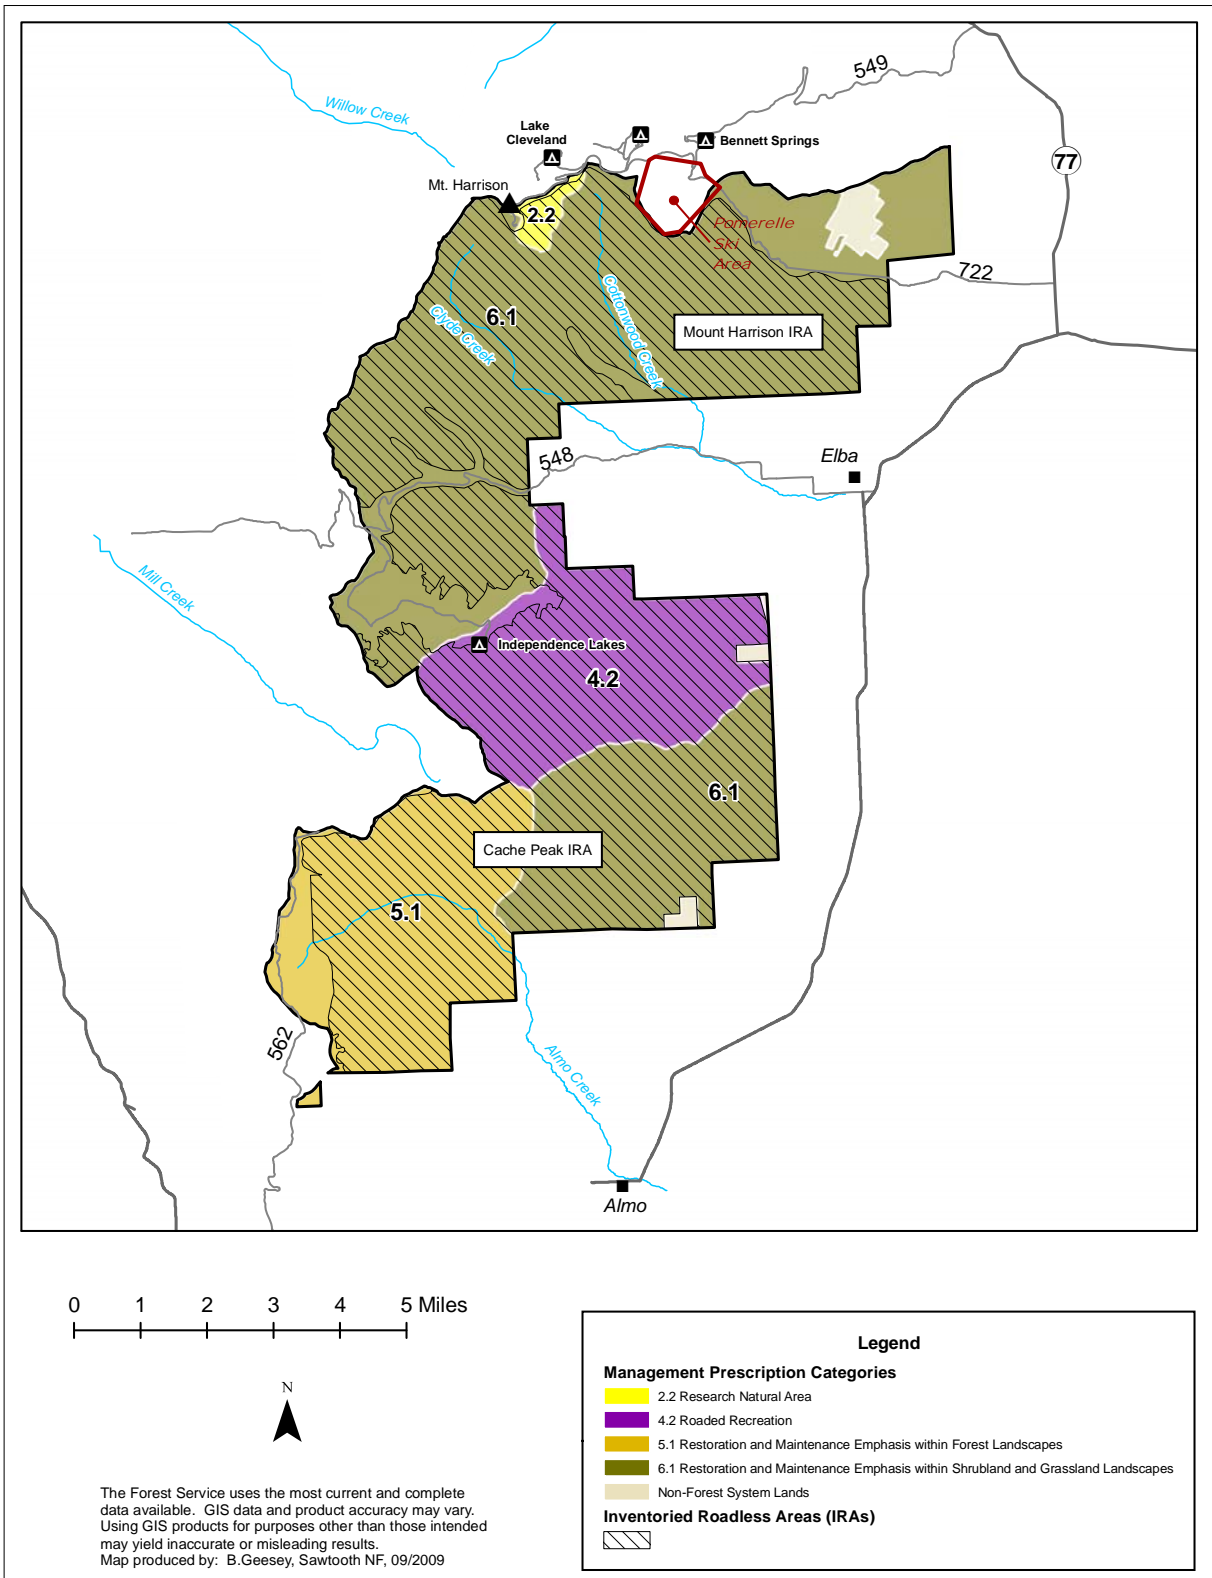 549
Willow Creek
Lake
Cleveland
Bennett Springs
77
Mt. Harrison
2.2
Pomerelle
Ski
Area
722
Cottonwood Creek
6.1
Clyde Creek
Mount Harrison IRA
548
Elba
Mill Creek
Independence Lakes
4.2
6.1
Cache Peak IRA
5.1
562
Almo Creek
Almo
0 1 2 3 4 5 Miles
N
The Forest Service uses the most current and complete
data available. GIS data and product accuracy may vary.
Using GIS products for purposes other than those intended
may yield inaccurate or misleading results.
Map produced by: B.Geesey, Sawtooth NF, 09/2009
Legend
Management Prescription Categories
2.2 Research Natural Area
4.2 Roaded Recreation
5.1 Restoration and Maintenance Emphasis within Forest Landscapes
6.1 Restoration and Maintenance Emphasis within Shrubland and Grassland Landscapes
Non-Forest System Lands
Inventoried Roadless Areas (IRAs)